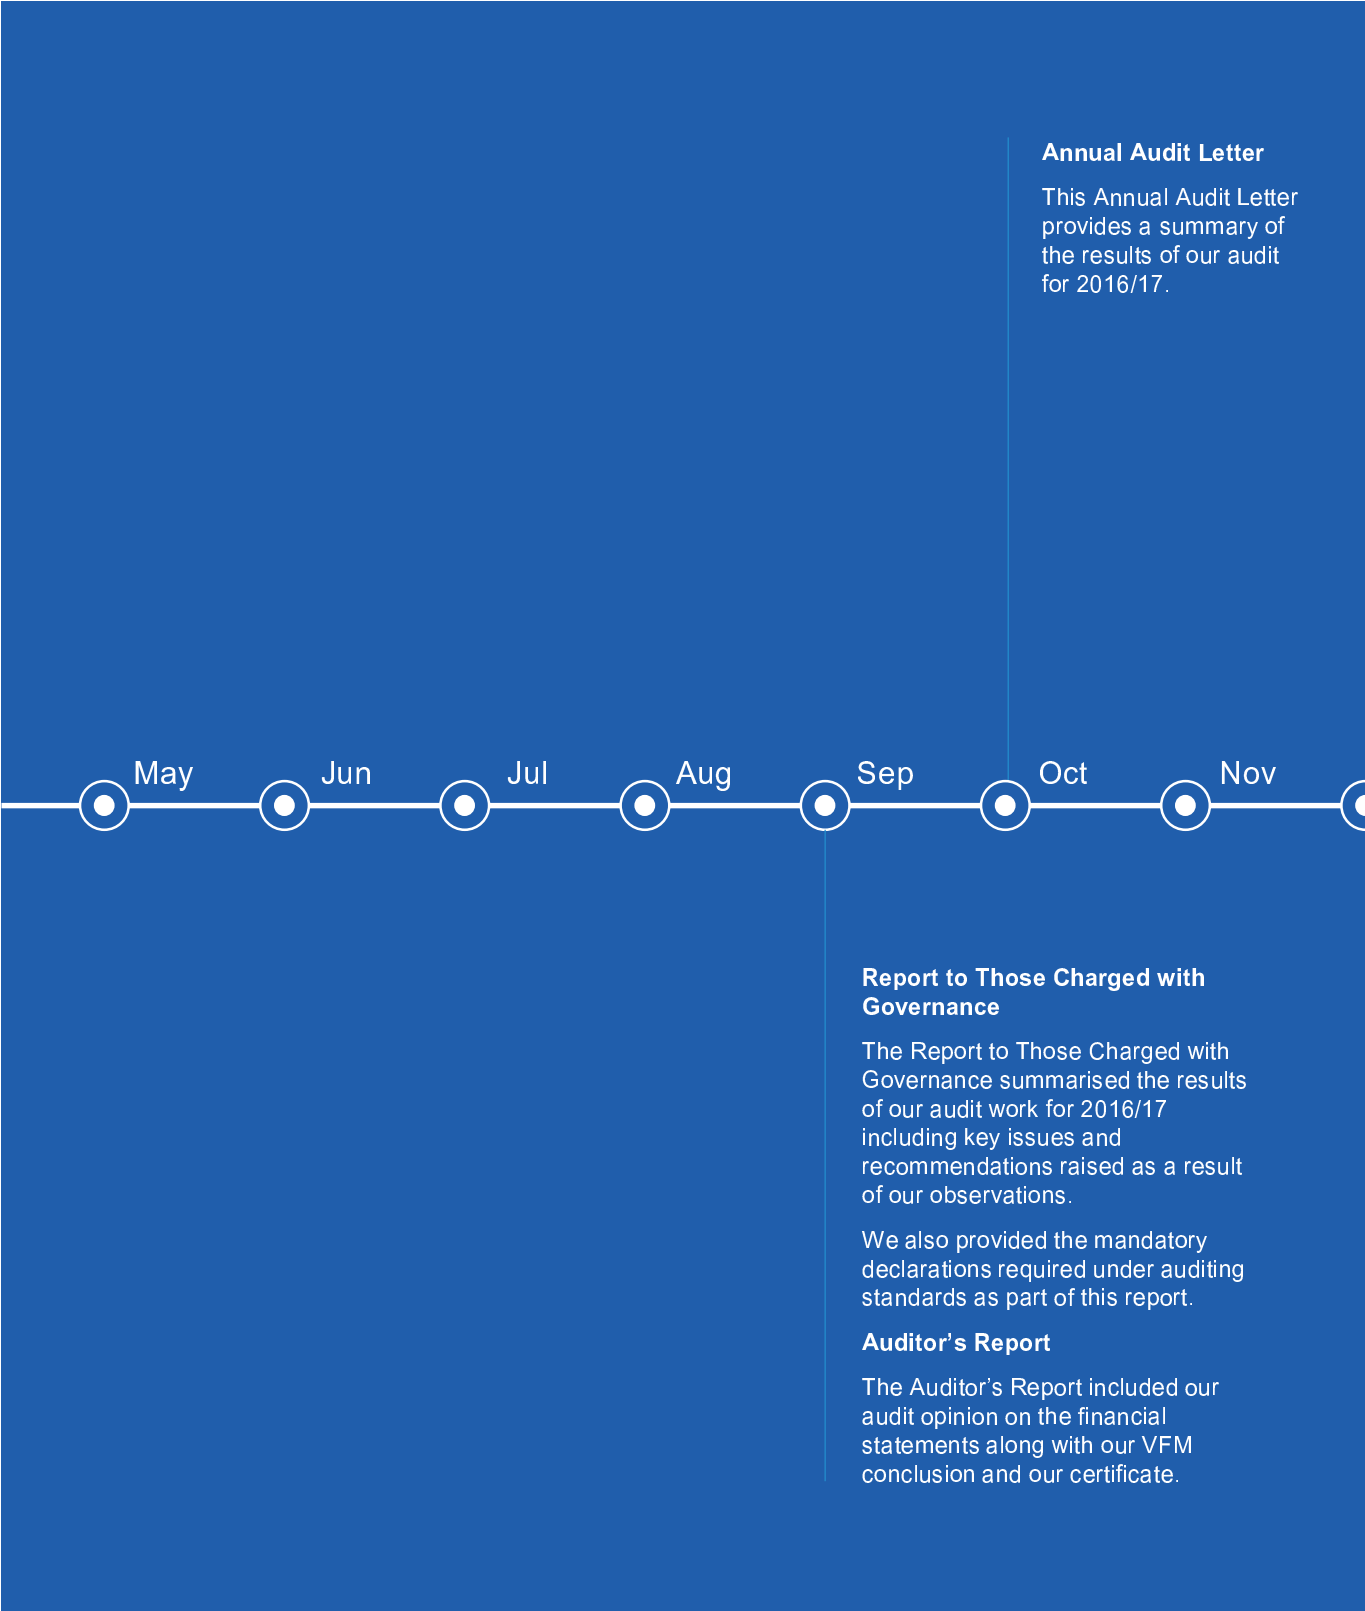 Annual Audit Letter
This Annual Audit Letter
provides a summary of
the results of our audit
for 2016/17.
May
Jun
Jul
Aug
Sep
Oct
Nov
Report to Those Charged with
Governance
The Report to Those Charged with
Governance summarised the results
of our audit work for 2016/17
including key issues and
recommendations raised as a result
of our observations.
We also provided the mandatory
declarations required under auditing
standards as part of this report.
Auditor’s Report
The Auditor’s Report included our
audit opinion on the financial
statements along with our VFM
conclusion and our certificate.